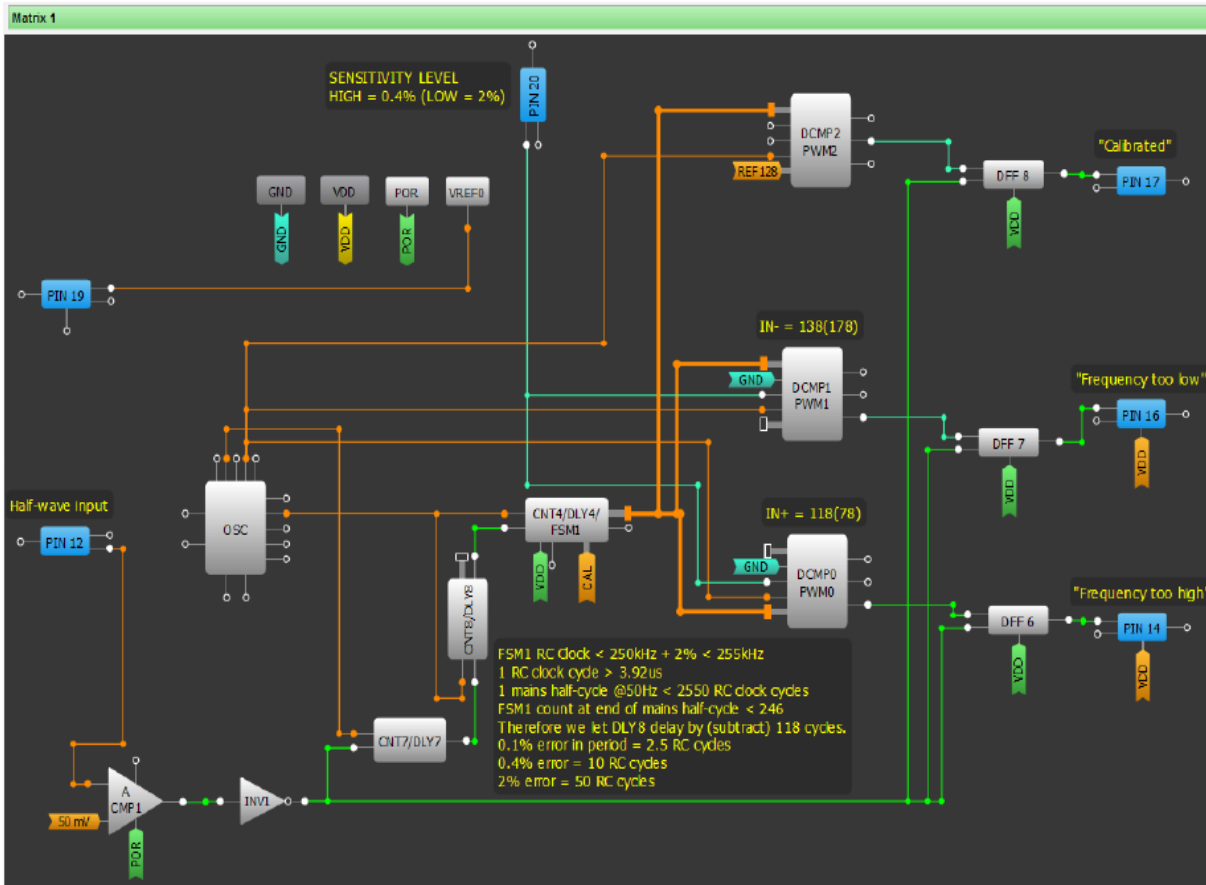 Matrix 1
SENSITIVITY LEVEL
HIGH = 0.4% (LOW = 2%)
PIN 20
DCMP2
PWM2
REF128
"Calibrated"
DFF 8
PIN 17
VDD
GND
VDD
POR
VREF0
GND
VDD
POR
PIN 19
IN- = 138(178)
DCMP1
PWM1
GND
"Frequency too low"
PIN 16
DFF 7
VDD
VDD
Half-wave input
PIN 12
OSC
CNT4/DLY4/
FSM1
VDD
CAL
IN+ = 118(78)
DCMP0
PWM0
GND
"Frequency too high"
PIN 14
DFF 6
VDD
VDD
CNT8/DLY8
FSM1 RC Clock < 250kHz + 2% < 255kHz
1 RC clock cycle > 3.92us
1 mains half-cycle @50Hz < 2550 RC clock cycles
FSM1 count at end of mains half-cycle < 246
Therefore we let DLY8 delay by (subtract) 118 cycles.
0.1% error in period = 2.5 RC cycles
0.4% error = 10 RC cycles
2% error = 50 RC cycles
CNT7/DLY7
A
CMP1
50 mV
POR
INV1